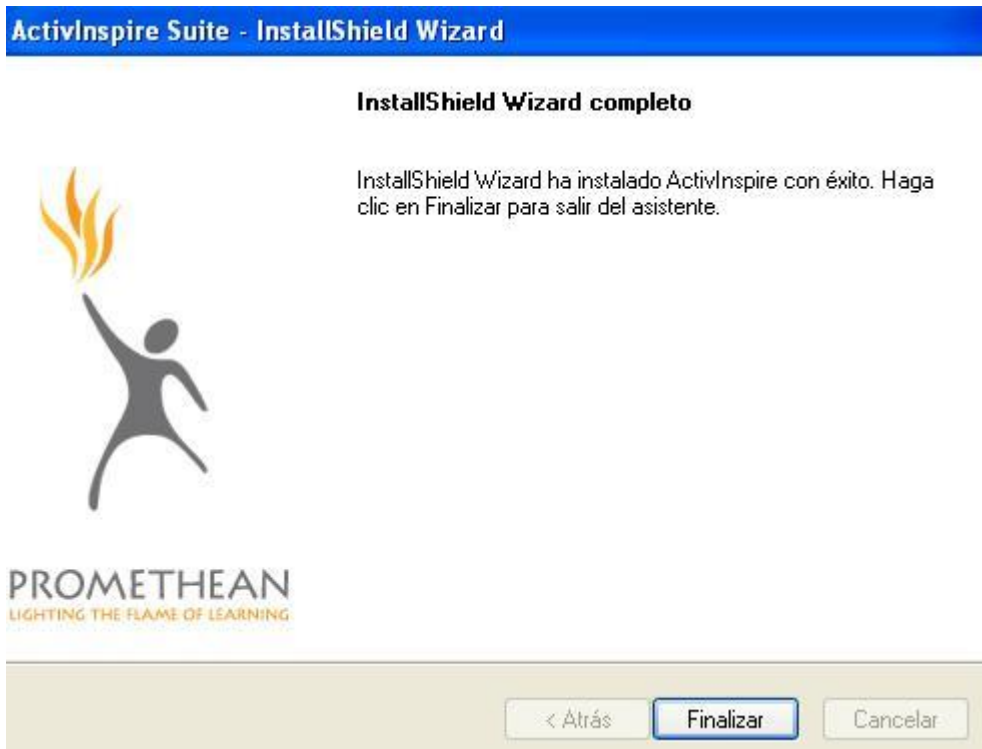 ActivInspire Suite - InstallShield Wizard
InstallShield Wizard completo
InstallShield Wizard ha instalado ActivInspire con éxito. Haga
clic en Finalizar para salir del asistente.
PROMETHEAN
LIGHTING THE FLAME OF LEARNING
< Atrás
Finalizar
Cancelar